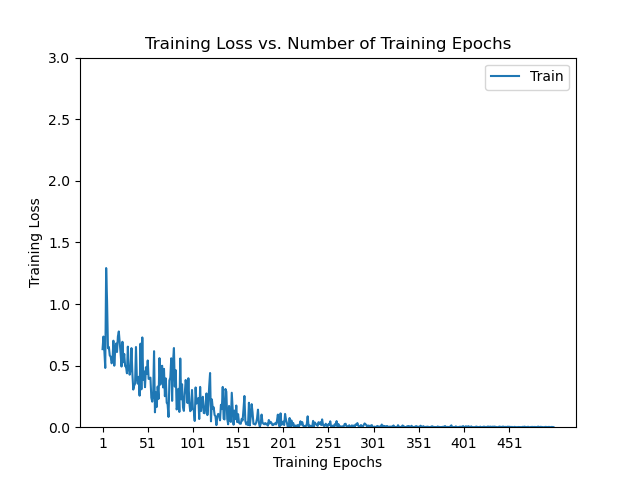 Training Loss vs. Number of Training Epochs
3.0
2.5
2.0
1.5
1.0
0.5
0.0
Training Loss
Train
1 51 101 151 201 251 301 351 401 451
Training Epochs